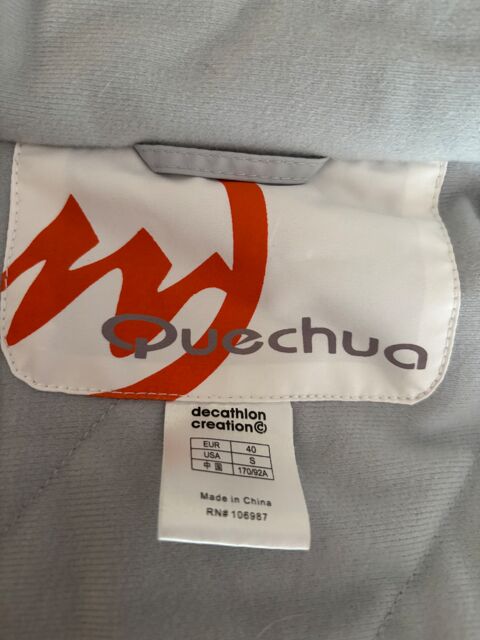 Quechua
decathlon
creation©
EUR 40
USA S
中国 170/92A
Made in China
RN# 106987